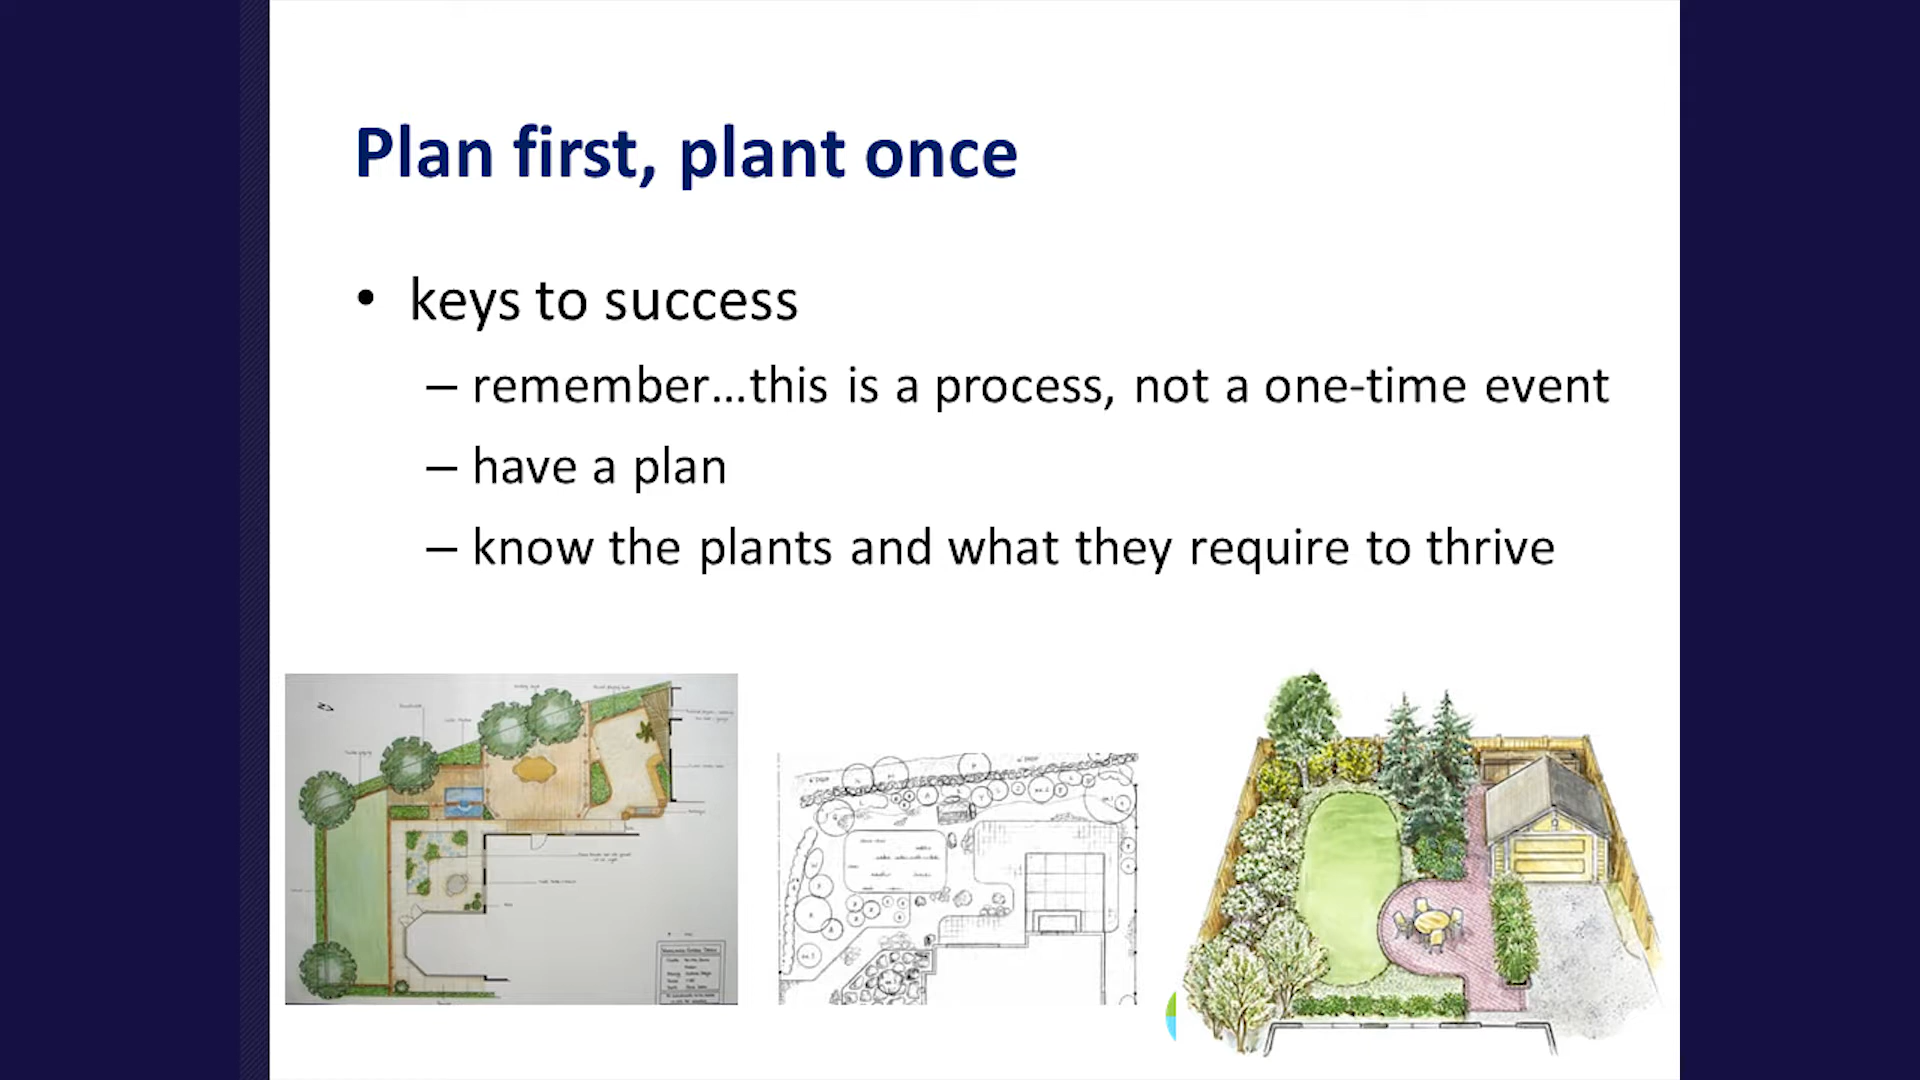 Plan first, plant once
• keys to success
– remember...this is a process, not a one-time event
– have a plan
– know the plants and what they require to thrive